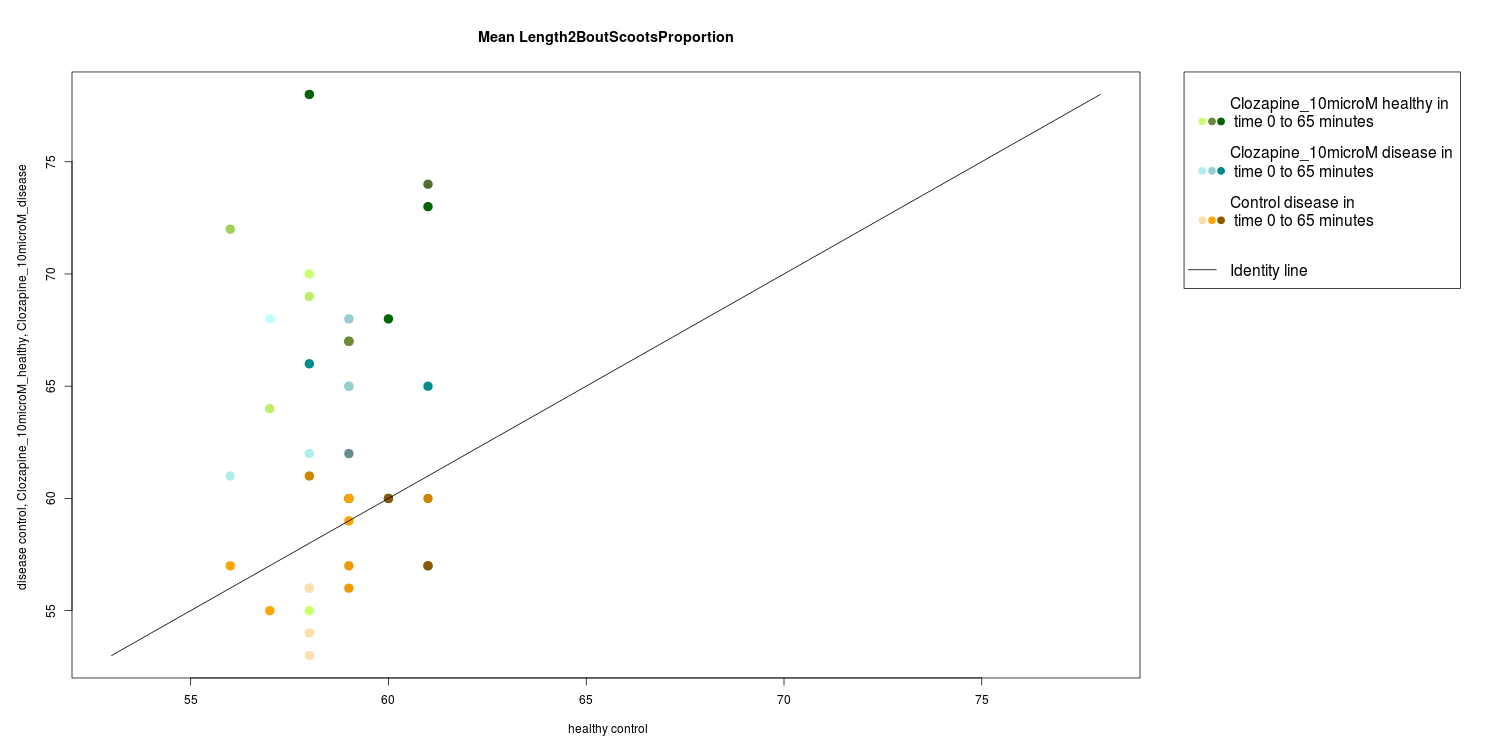 Mean Length2BoutScootsProportion
disease control, Clozapine_10microM_healthy, Clozapine_10microM_disease
75
70
65
60
55
55
60
65
70
75
healthy control
Clozapine_10microM healthy in
time 0 to 65 minutes
Clozapine_10microM disease in
time 0 to 65 minutes
Control disease in
time 0 to 65 minutes
Identity line